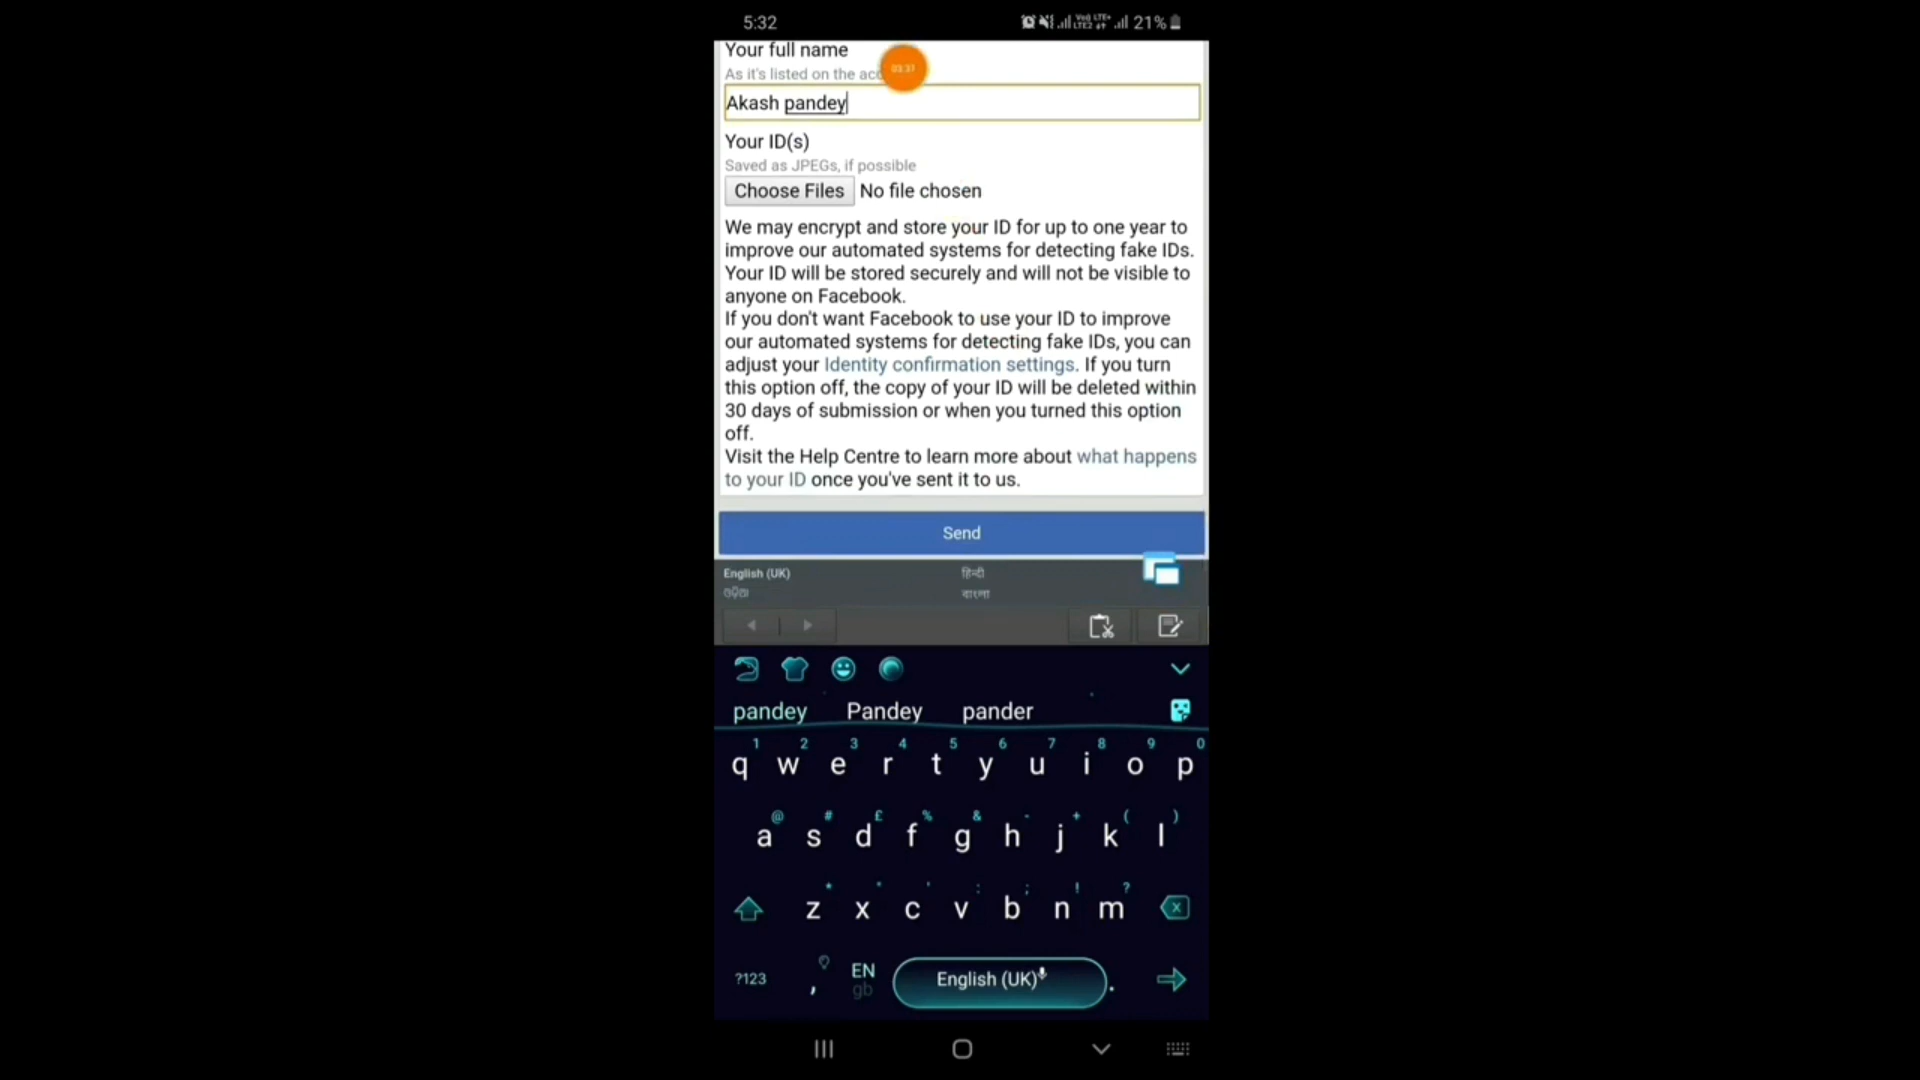 5:32
Vo) LTE+
LTE2
21%
Your full name
As it's listed on the acc
03:37
Akash pandey
Your ID(s)
Saved as JPEGs, if possible
Choose Files No file chosen
We may encrypt and store your ID for up to one year to
improve our automated systems for detecting fake IDs.
Your ID will be stored securely and will not be visible to
anyone on Facebook.
If you don't want Facebook to use your ID to improve
our automated systems for detecting fake IDs, you can
adjust your Identity confirmation settings. If you turn
this option off, the copy of your ID will be deleted within
30 days of submission or when you turned this option
off.
Visit the Help Centre to learn more about what happens
to your ID once you've sent it to us.
Send
English (UK) हिन्दी
ଓଡ଼ିଆ বাংলা
pandey Pandey pander
1 2 3 4 5 6 7 8 9 0
q w e r t y u i o p
@ # £ % & - + ( )
a s d f g h j k l
* " ' : ; ! ?
z x c v b n m
?123 , EN English (UK) .
gb